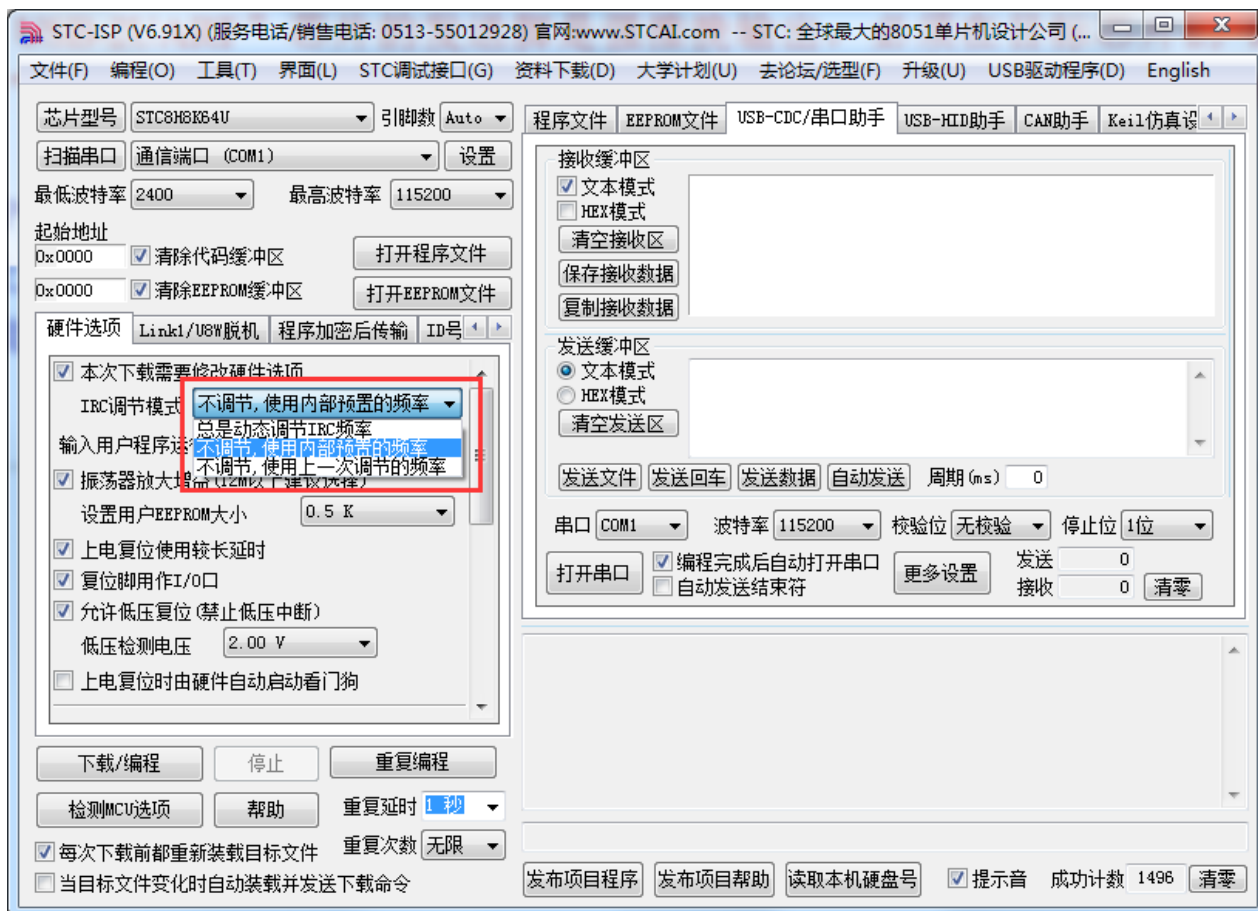 STC-ISP (V6.91X) (服务电话/销售电话: 0513-55012928) 官网:www.STCAI.com -- STC: 全球最大的8051单片机设计公司 (...
文件(F) 编程(O) 工具(T) 界面(L) STC调试接口(G) 资料下载(D) 大学计划(U) 去论坛/选型(F) 升级(U) USB驱动程序(D) English
芯片型号 STC8H8K64U 引脚数 Auto
扫描串口 通信端口 (COM1) 设置
最低波特率 2400 最高波特率 115200
起始地址
0x0000 清除代码缓冲区 打开程序文件
0x0000 清除EEPROM缓冲区 打开EEPROM文件
硬件选项 Link1/U8W脱机 程序加密后传输 ID号
本次下载需要修改硬件选项
IRC调节模式 不调节,使用内部预置的频率
总是动态调节IRC频率
输入用户程序运 不调节,使用内部预置的频率
不调节,使用上一次调节的频率
振荡器放大增益(12M以上建议选择)
设置用户EEPROM大小 0.5 K
上电复位使用较长延时
复位脚用作I/O口
允许低压复位(禁止低压中断)
低压检测电压 2.00 V
上电复位时由硬件自动启动看门狗
下载/编程 停止 重复编程
检测MCU选项 帮助 重复延时 1 秒
每次下载前都重新装载目标文件 重复次数 无限
当目标文件变化时自动装载并发送下载命令
程序文件 EEPROM文件 USB-CDC/串口助手 USB-HID助手 CAN助手 Keil仿真设
接收缓冲区
文本模式
HEX模式
清空接收区
保存接收数据
复制接收数据
发送缓冲区
文本模式
HEX模式
清空发送区
发送文件 发送回车 发送数据 自动发送 周期(ms) 0
串口 COM1 波特率 115200 校验位 无校验 停止位 1位
打开串口 编程完成后自动打开串口 更多设置 发送 0
自动发送结束符 接收 0 清零
发布项目程序 发布项目帮助 读取本机硬盘号 提示音 成功计数 1496 清零